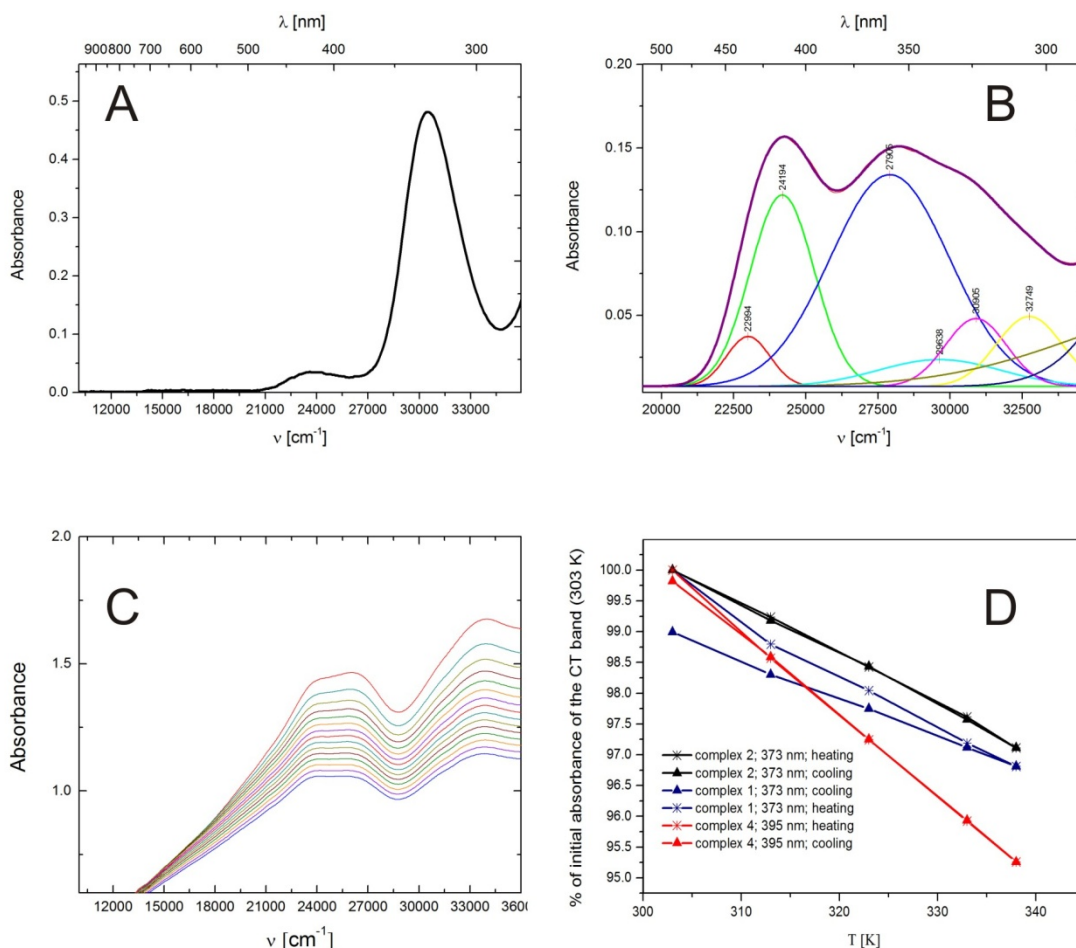 λ [nm]
900 800 700 600 500 400 300
A
0.5
0.4
0.3
0.2
0.1
0.0
Absorbance
12000 15000 18000 21000 24000 27000 30000 33000
ν [cm-1]
λ [nm]
500 450 400 350 300
B
0.20
0.15
0.10
0.05
Absorbance
22994
24194
27905
29638
30905
32749
20000 22500 25000 27500 30000 32500
ν [cm-1]
C
2.0
1.5
1.0
Absorbance
12000 15000 18000 21000 24000 27000 30000 33000 3600
ν [cm-1]
D
100.0
99.5
99.0
98.5
98.0
97.5
97.0
96.5
96.0
95.5
95.0
% of initial absorbance of the CT band (303 K)
complex 2; 373 nm; heating
complex 2; 373 nm; cooling
complex 1; 373 nm; cooling
complex 1; 373 nm; heating
complex 4; 395 nm; heating
complex 4; 395 nm; cooling
300 310 320 330 340
T [K]